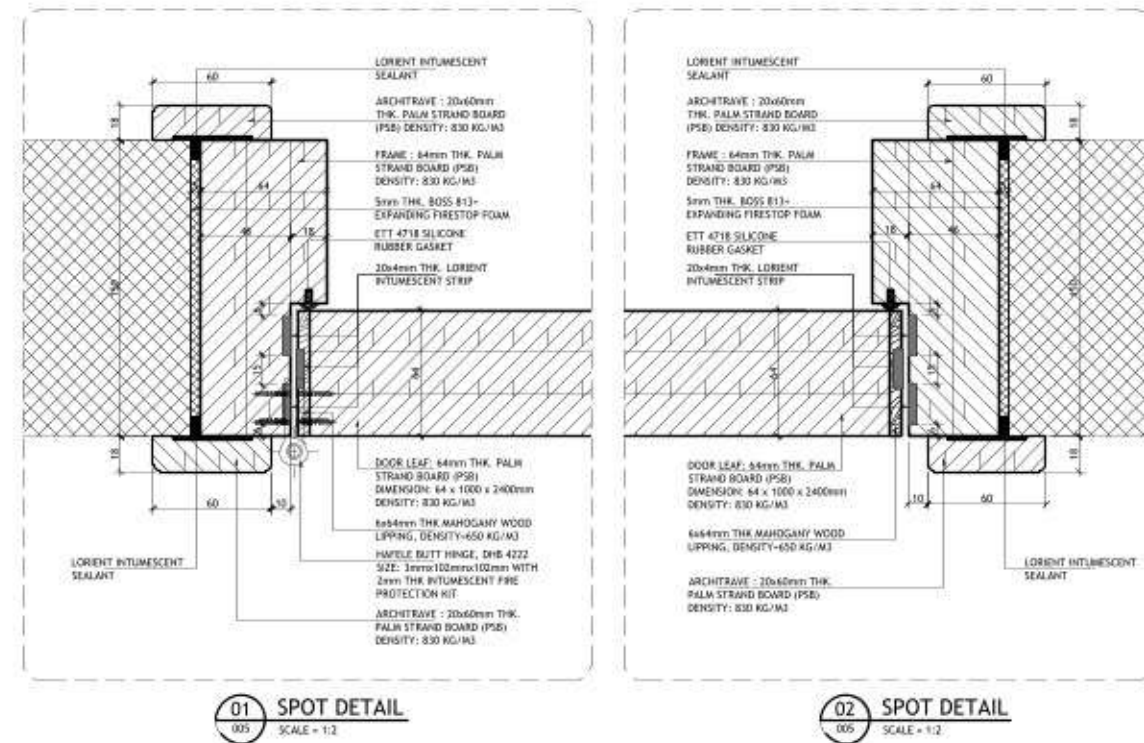 LORIENT INTUMESCENT
SEALANT
ARCHITRAVE : 20x60mm
THK. PALM STRAND BOARD
(PSB) DENSITY: 830 KG/M3
FRAME : 64mm THK. PALM
STRAND BOARD (PSB)
DENSITY: 830 KG/M3
5mm THK. BOSS 813-
EXPANDING FIRESTOP FOAM
ETT 4718 SILICONE
RUBBER GASKET
20x4mm THK. LORIENT
INTUMESCENT STRIP
DOOR LEAF: 64mm THK. PALM
STRAND BOARD (PSB)
DIMENSION: 64 x 1000 x 2400mm
DENSITY: 830 KG/M3
6x64mm THK MAHOGANY WOOD
LIPPING, DENSITY~650 KG/M3
HAFELE BUTT HINGE, DHB 4222
SIZE: 3mmx102mmx102mm WITH
2mm THK INTUMESCENT FIRE
PROTECTION KIT
ARCHITRAVE : 20x60mm THK.
PALM STRAND BOARD (PSB)
DENSITY: 830 KG/M3
LORIENT INTUMESCENT
SEALANT
60
18
64
46
18
150
15
64
18
60
10
01
005
SPOT DETAIL
SCALE - 1:2
LORIENT INTUMESCENT
SEALANT
ARCHITRAVE : 20x60mm
THK. PALM STRAND BOARD
(PSB) DENSITY: 830 KG/M3
FRAME : 64mm THK. PALM
STRAND BOARD (PSB)
DENSITY: 830 KG/M3
5mm THK. BOSS 813-
EXPANDING FIRESTOP FOAM
ETT 4718 SILICONE
RUBBER GASKET
20x4mm THK. LORIENT
INTUMESCENT STRIP
DOOR LEAF: 64mm THK. PALM
STRAND BOARD (PSB)
DIMENSION: 64 x 1000 x 2400mm
DENSITY: 830 KG/M3
6x64mm THK MAHOGANY WOOD
LIPPING, DENSITY~650 KG/M3
ARCHITRAVE : 20x60mm THK.
PALM STRAND BOARD (PSB)
DENSITY: 830 KG/M3
LORIENT INTUMESCENT
SEALANT
60
18
64
18
46
150
15
64
10
60
18
02
005
SPOT DETAIL
SCALE - 1:2